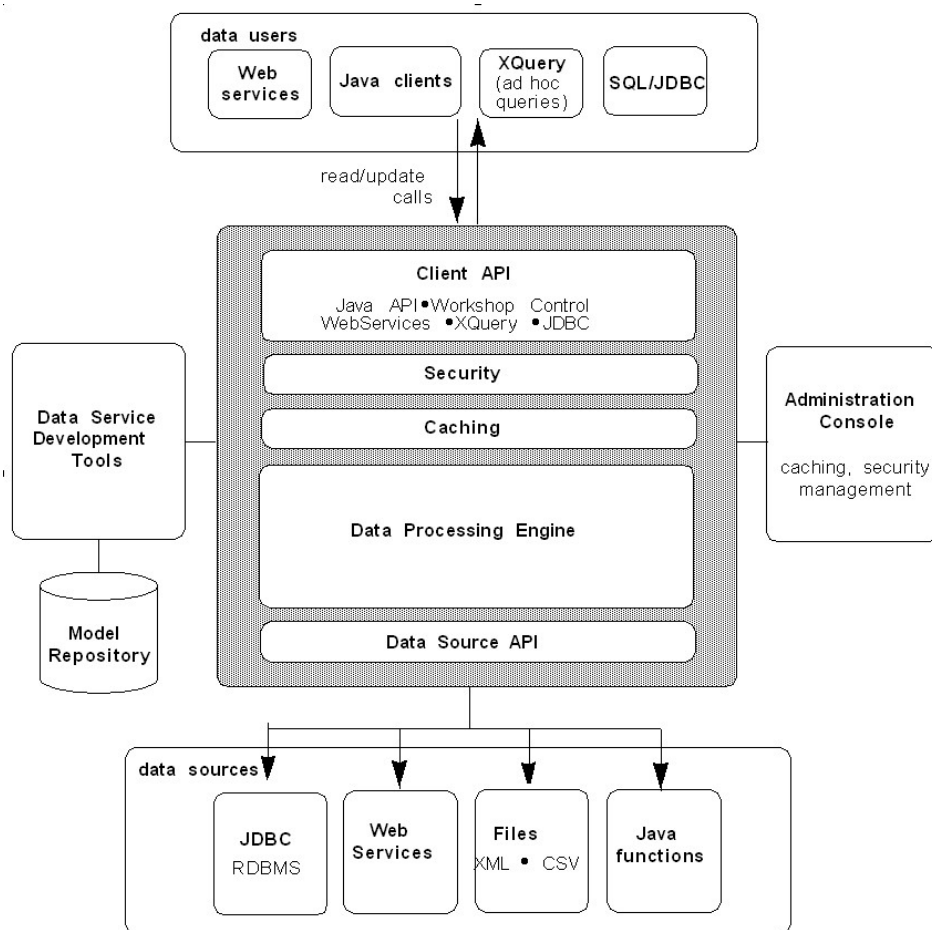 data users
Web
services
Java clients
XQuery
(ad hoc
queries)
SQL/JDBC
read/update
calls
Client API
Java API•Workshop Control
WebServices •XQuery •JDBC
Security
Caching
Data Processing Engine
Data Source API
Data Service
Development
Tools
Model
Repository
Administration
Console
caching, security
management
data sources
JDBC
RDBMS
Web
Services
Files
XML • CSV
Java
functions